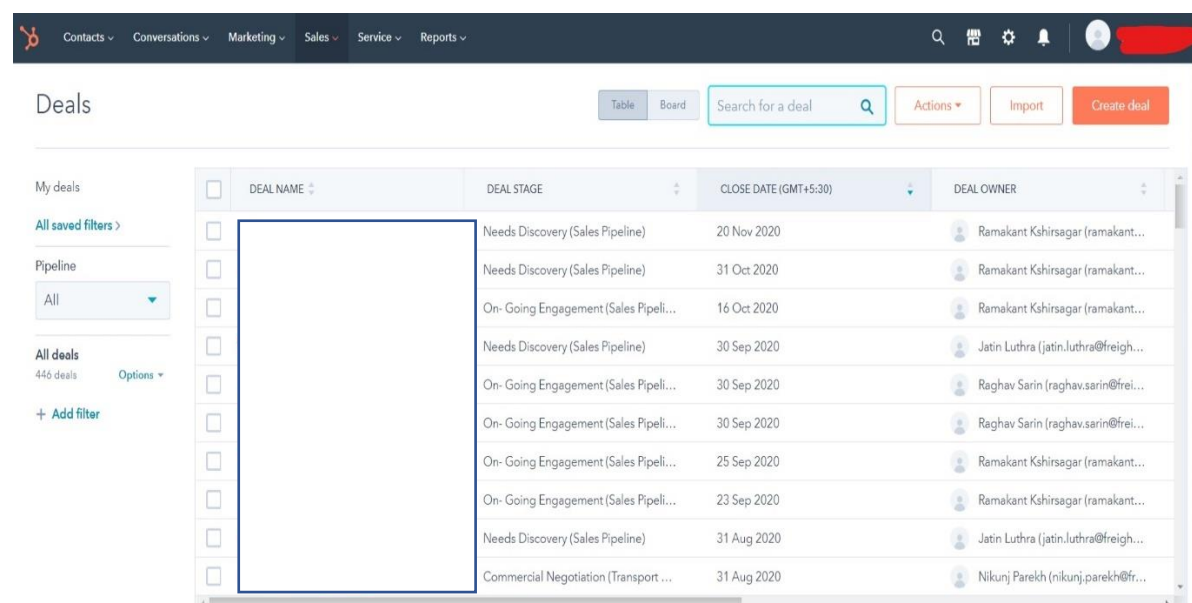 Contacts Conversations Marketing Sales Service Reports
Deals
Table Board Search for a deal Actions Import Create deal
My deals
All saved filters >
Pipeline
All
All deals
446 deals Options
+ Add filter
DEAL NAME DEAL STAGE CLOSE DATE (GMT+5:30) DEAL OWNER
Needs Discovery (Sales Pipeline) 20 Nov 2020 Ramakant Kshirsagar (ramakant...
Needs Discovery (Sales Pipeline) 31 Oct 2020 Ramakant Kshirsagar (ramakant...
On- Going Engagement (Sales Pipeli... 16 Oct 2020 Ramakant Kshirsagar (ramakant...
Needs Discovery (Sales Pipeline) 30 Sep 2020 Jatin Luthra (jatin.luthra@freigh...
On- Going Engagement (Sales Pipeli... 30 Sep 2020 Raghav Sarin (raghav.sarin@frei...
On- Going Engagement (Sales Pipeli... 30 Sep 2020 Raghav Sarin (raghav.sarin@frei...
On- Going Engagement (Sales Pipeli... 25 Sep 2020 Ramakant Kshirsagar (ramakant...
On- Going Engagement (Sales Pipeli... 23 Sep 2020 Ramakant Kshirsagar (ramakant...
Needs Discovery (Sales Pipeline) 31 Aug 2020 Jatin Luthra (jatin.luthra@freigh...
Commercial Negotiation (Transport ... 31 Aug 2020 Nikunj Parekh (nikunj.parekh@fr...